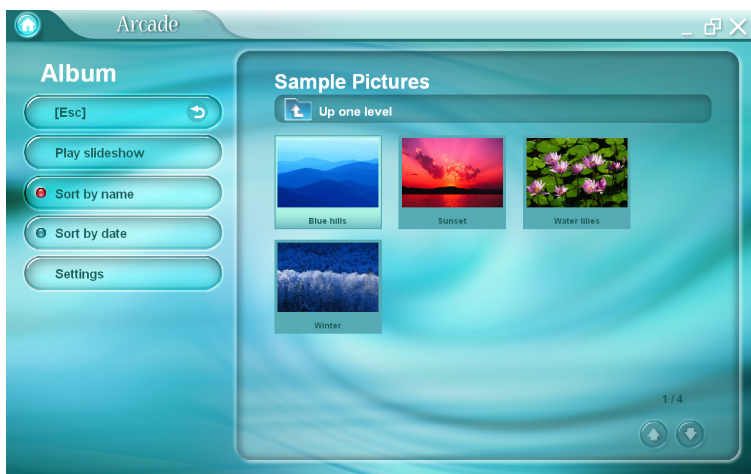 Arcade
Album
[Esc]
Play slideshow
Sort by name
Sort by date
Settings
Sample Pictures
Up one level
Blue hills
Sunset
Water lilies
Winter
1 / 4